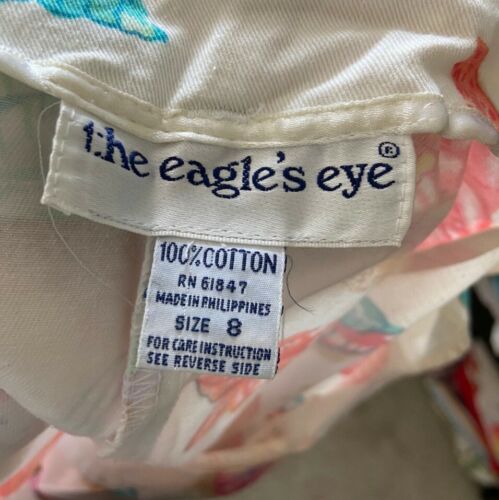 the eagle's eye®
100% COTTON
RN 61847
MADE IN PHILIPPINES
SIZE 8
FOR CARE INSTRUCTION
SEE REVERSE SIDE